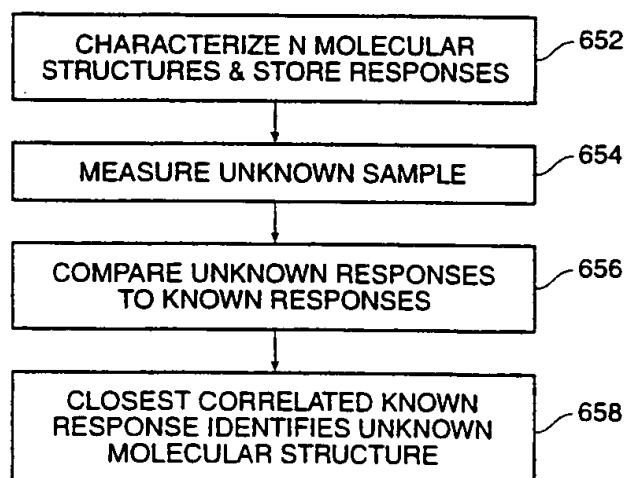 CHARACTERIZE N MOLECULAR
STRUCTURES & STORE RESPONSES
652
MEASURE UNKNOWN SAMPLE
654
COMPARE UNKNOWN RESPONSES
TO KNOWN RESPONSES
656
CLOSEST CORRELATED KNOWN
RESPONSE IDENTIFIES UNKNOWN
MOLECULAR STRUCTURE
658